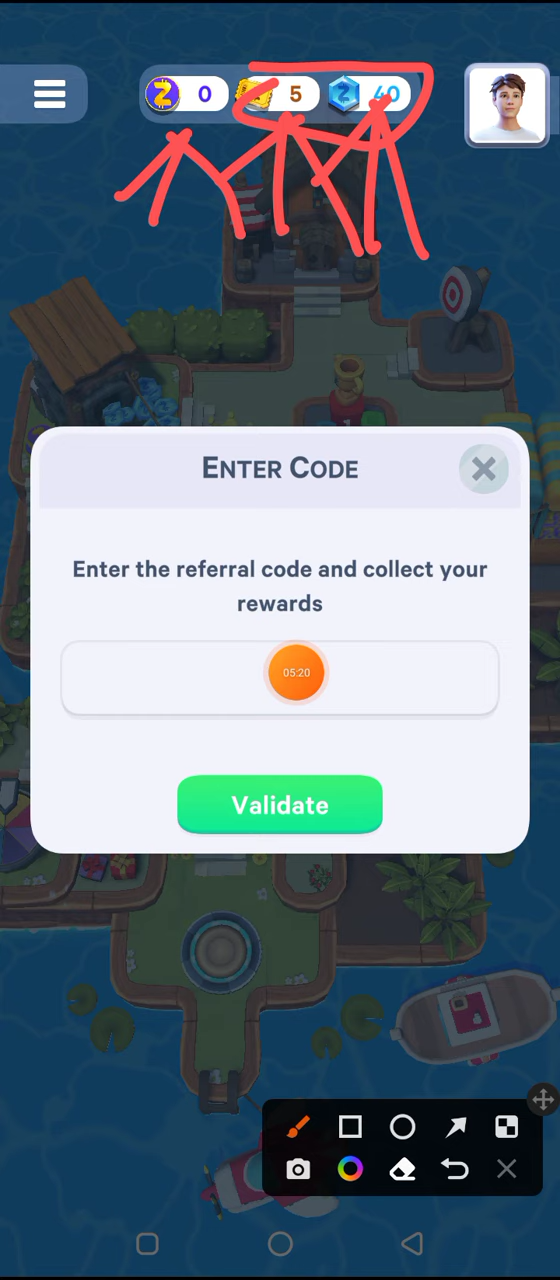 0 5 40
ENTER CODE
Enter the referral code and collect your
rewards
05:20
Validate